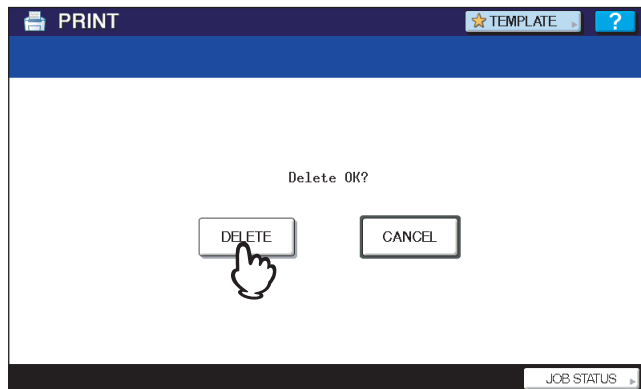 PRINT
TEMPLATE
?
Delete OK?
DELETE
CANCEL
JOB STATUS